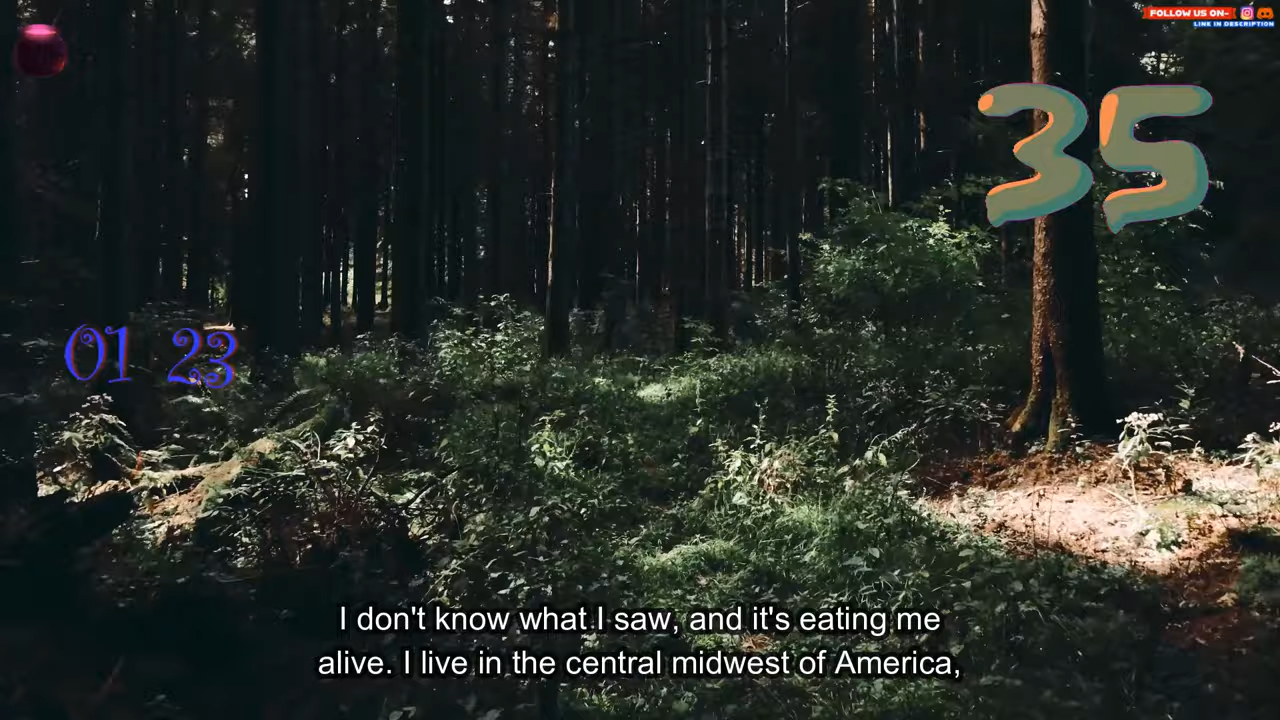 FOLLOW US ON-
LINK IN DESCRIPTION
35
01 23
I don't know what I saw, and it's eating me
alive. I live in the central midwest of America,